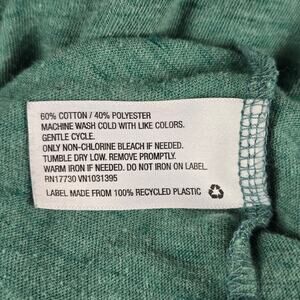 60% COTTON / 40% POLYESTER
MACHINE WASH COLD WITH LIKE COLORS.
GENTLE CYCLE.
ONLY NON-CHLORINE BLEACH IF NEEDED.
TUMBLE DRY LOW. REMOVE PROMPTLY.
WARM IRON IF NEEDED. DO NOT IRON ON LABEL.
RN17730 VN1031395
LABEL MADE FROM 100% RECYCLED PLASTIC